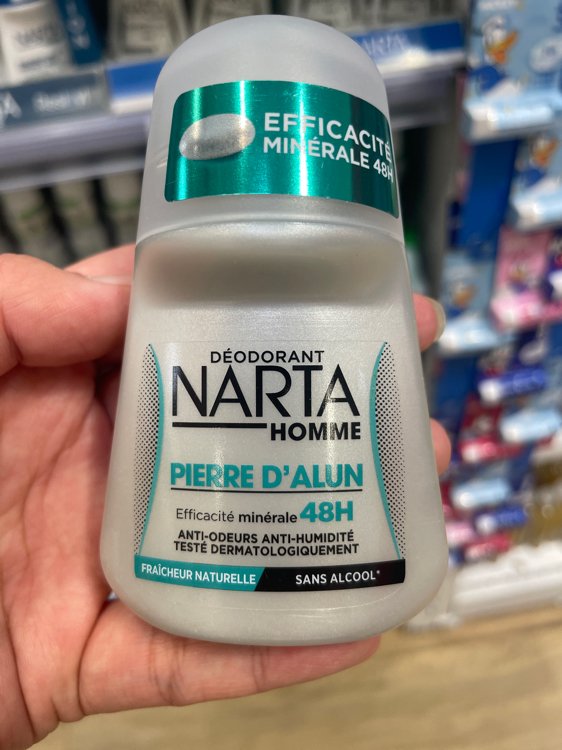 NARTA
EFFICACITÉ
MINÉRALE 48H
DÉODORANT
NARTA
HOMME
PIERRE D'ALUN
Efficacité minérale 48H
ANTI-ODEURS ANTI-HUMIDITÉ
TESTÉ DERMATOLOGIQUEMENT
FRAÎCHEUR NATURELLE SANS ALCOOL*